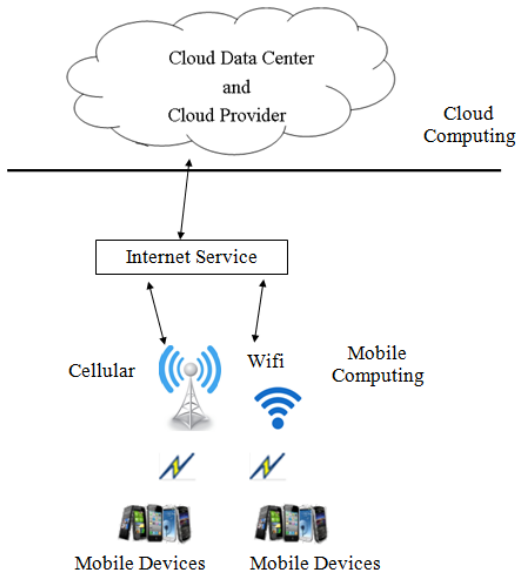 Cloud Data Center
and
Cloud Provider
Cloud
Computing
Internet Service
Cellular
Wifi
Mobile
Computing
Mobile Devices
Mobile Devices